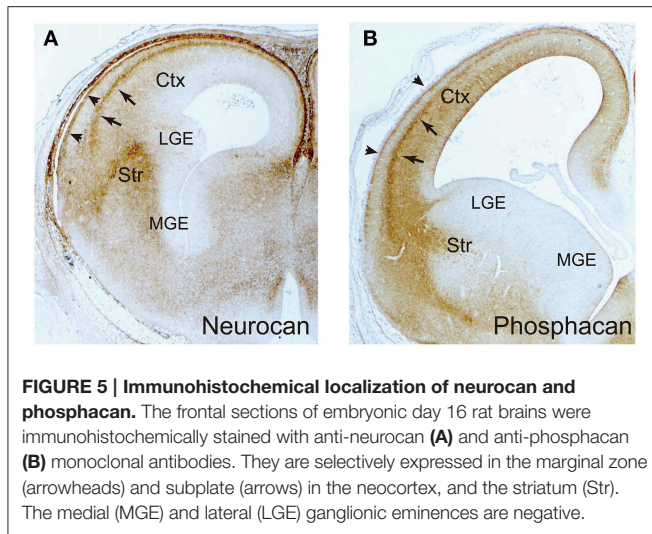 A
Ctx
LGE
Str
MGE
Neurocan
B
Ctx
LGE
Str
MGE
Phosphacan
FIGURE 5 | Immunohistochemical localization of neurocan and
phosphacan. The frontal sections of embryonic day 16 rat brains were
immunohistochemically stained with anti-neurocan (A) and anti-phosphacan
(B) monoclonal antibodies. They are selectively expressed in the marginal zone
(arrowheads) and subplate (arrows) in the neocortex, and the striatum (Str).
The medial (MGE) and lateral (LGE) ganglionic eminences are negative.